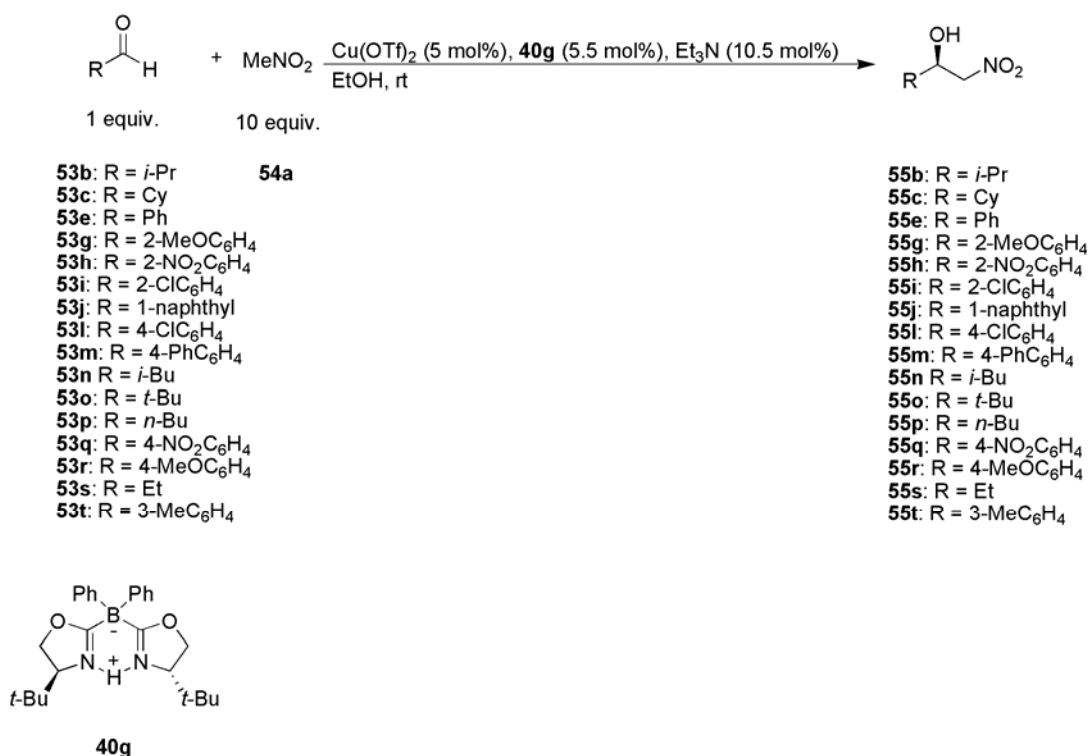 O
R
H
+
MeNO2
Cu(OTf)2 (5 mol%), 40g (5.5 mol%), Et3N (10.5 mol%)
EtOH, rt
OH
R
NO2
1 equiv.
10 equiv.
54a
53b: R = i-Pr
53c: R = Cy
53e: R = Ph
53g: R = 2-MeOC6H4
53h: R = 2-NO2C6H4
53i: R = 2-ClC6H4
53j: R = 1-naphthyl
53l: R = 4-ClC6H4
53m: R = 4-PhC6H4
53n R = i-Bu
53o: R = t-Bu
53p: R = n-Bu
53q: R = 4-NO2C6H4
53r: R = 4-MeOC6H4
53s: R = Et
53t: R = 3-MeC6H4
55b: R = i-Pr
55c: R = Cy
55e: R = Ph
55g: R = 2-MeOC6H4
55h: R = 2-NO2C6H4
55i: R = 2-ClC6H4
55j: R = 1-naphthyl
55l: R = 4-ClC6H4
55m: R = 4-PhC6H4
55n R = i-Bu
55o: R = t-Bu
55p: R = n-Bu
55q: R = 4-NO2C6H4
55r: R = 4-MeOC6H4
55s: R = Et
55t: R = 3-MeC6H4
Ph Ph
O B O
-
N + N
H
t-Bu t-Bu
40g